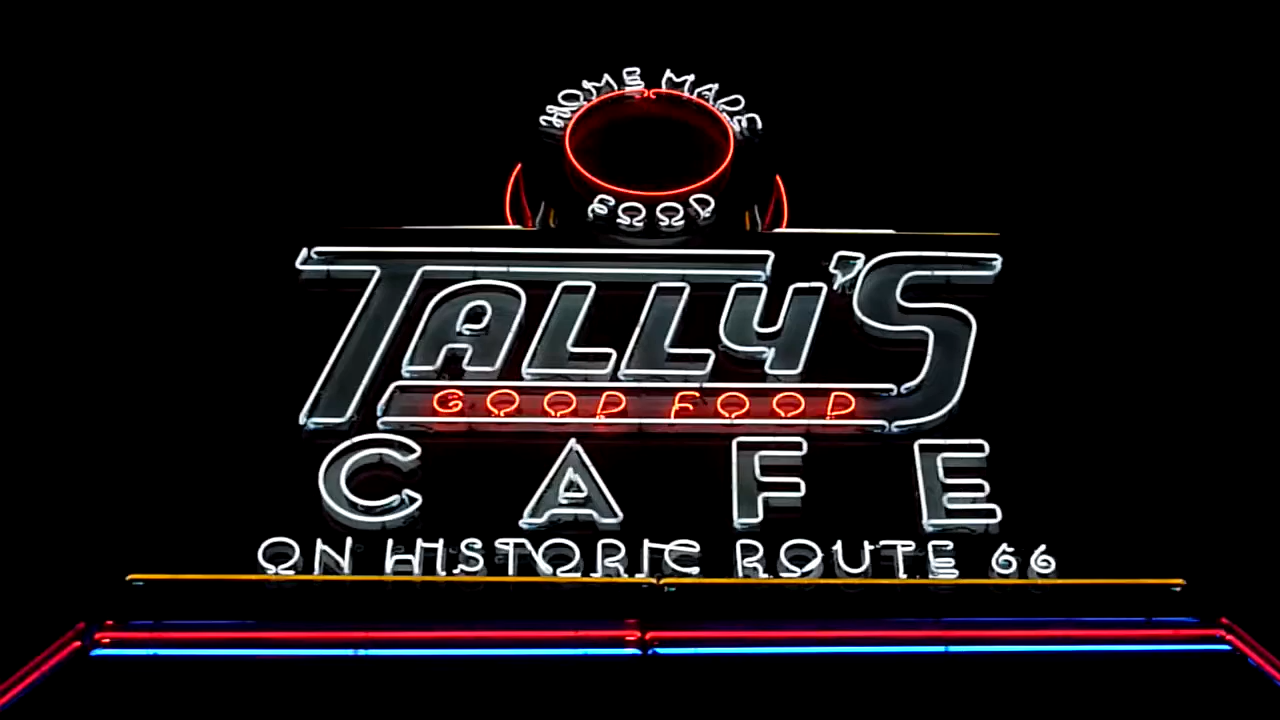 HOME MADE
FOOD
TALLY'S
GOOD FOOD
CAFE
ON HISTORIC ROUTE 66